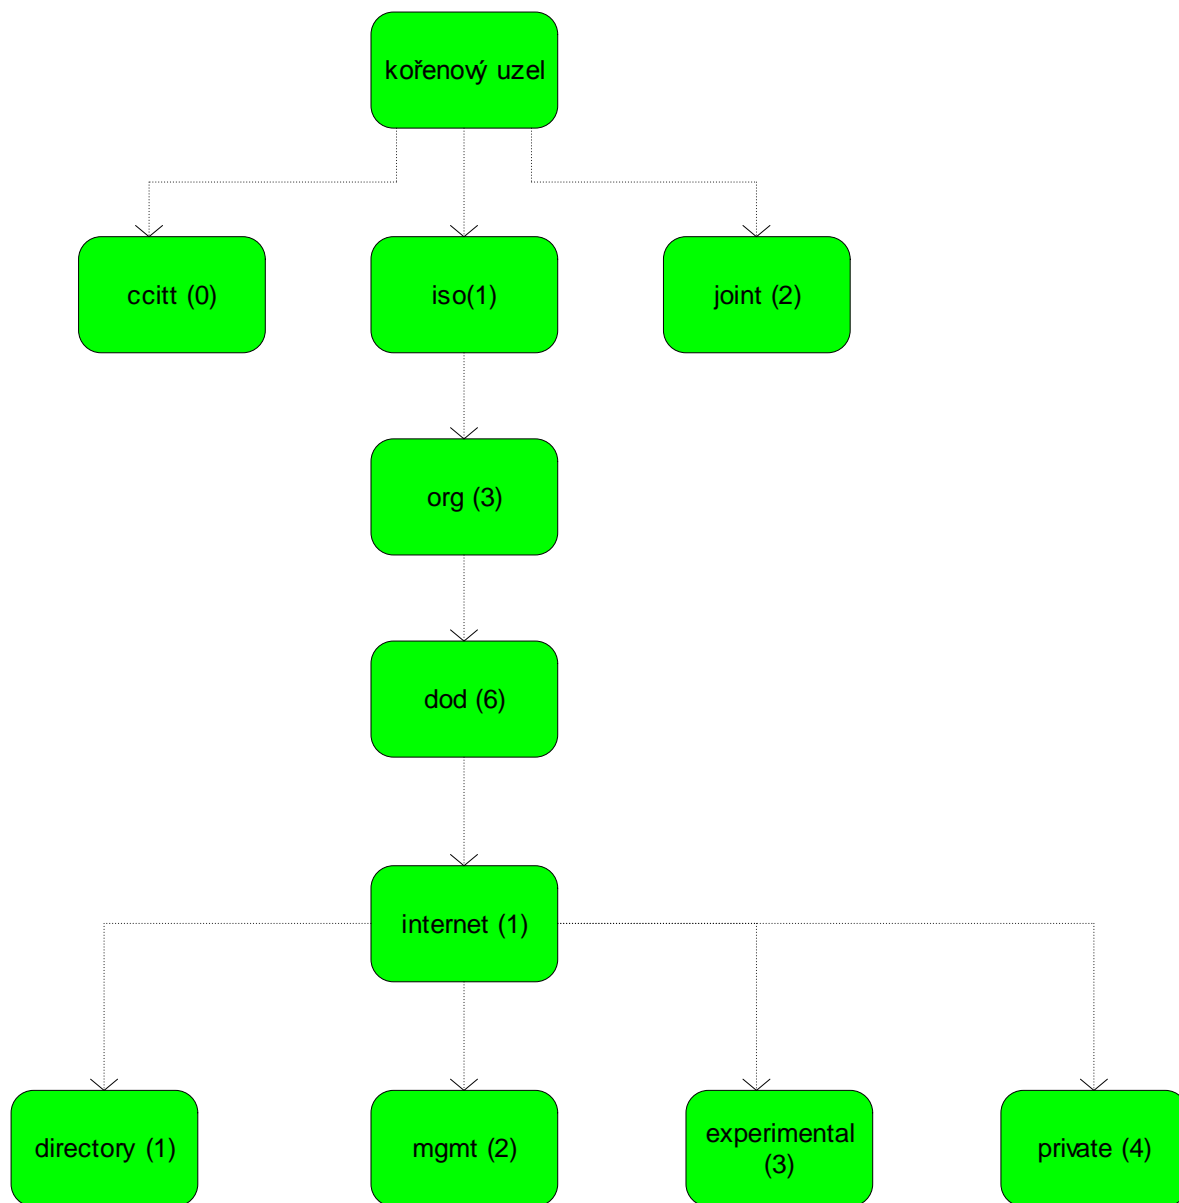 kořenový uzel
ccitt (0)
iso(1)
joint (2)
org (3)
dod (6)
internet (1)
directory (1)
mgmt (2)
experimental
(3)
private (4)